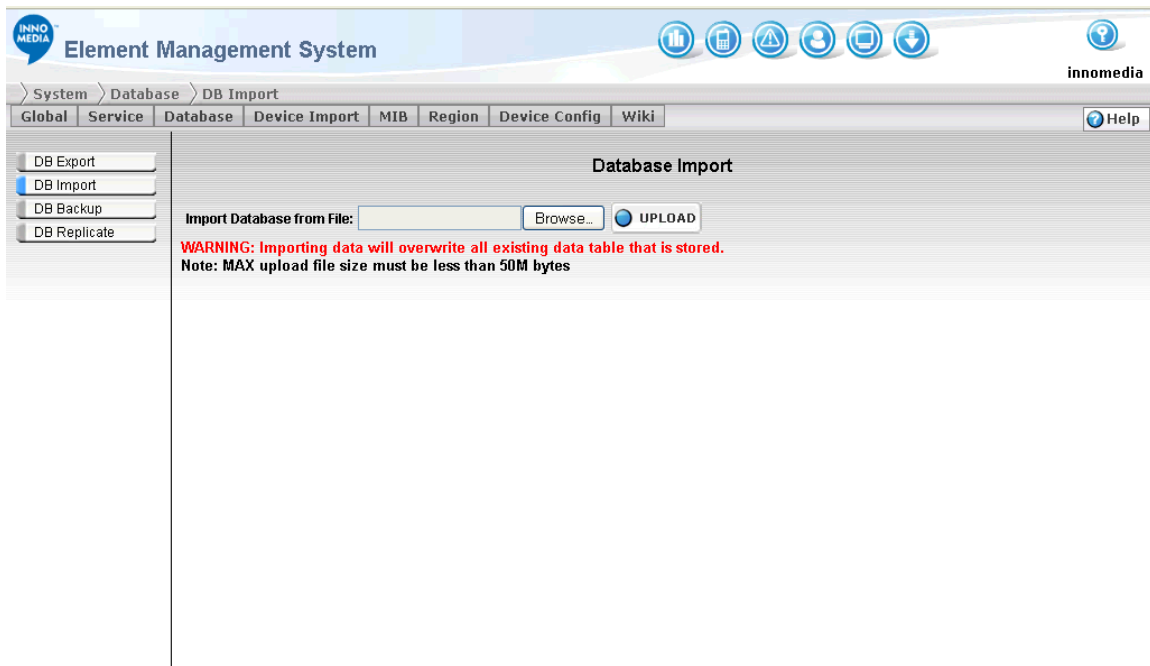 INNO
MEDIA™
Element Management System
innomedia
System Database DB Import
Global Service Database Device Import MIB Region Device Config Wiki
Help
DB Export
DB Import
DB Backup
DB Replicate
Database Import
Import Database from File: Browse... UPLOAD
WARNING: Importing data will overwrite all existing data table that is stored.
Note: MAX upload file size must be less than 50M bytes